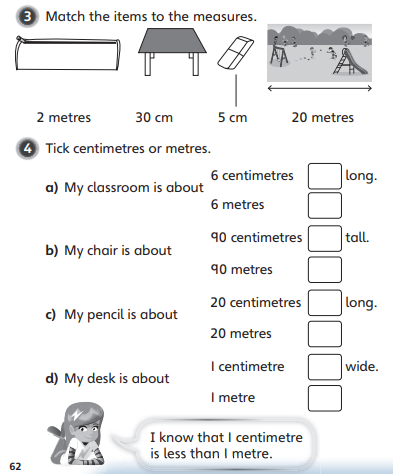 3 Match the items to the measures.
2 metres 30 cm 5 cm 20 metres
4 Tick centimetres or metres.
a) My classroom is about 6 centimetres long.
6 metres
b) My chair is about 90 centimetres tall.
90 metres
c) My pencil is about 20 centimetres long.
20 metres
d) My desk is about 1 centimetre wide.
1 metre
I know that 1 centimetre
is less than 1 metre.
62